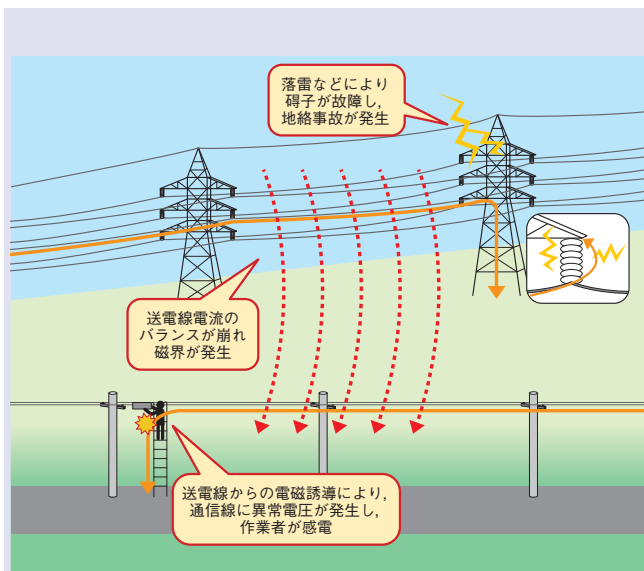 落雷などにより
碍子が故障し，
地絡事故が発生
送電線電流の
バランスが崩れ
磁界が発生
送電線からの電磁誘導により，
通信線に異常電圧が発生し，
作業者が感電